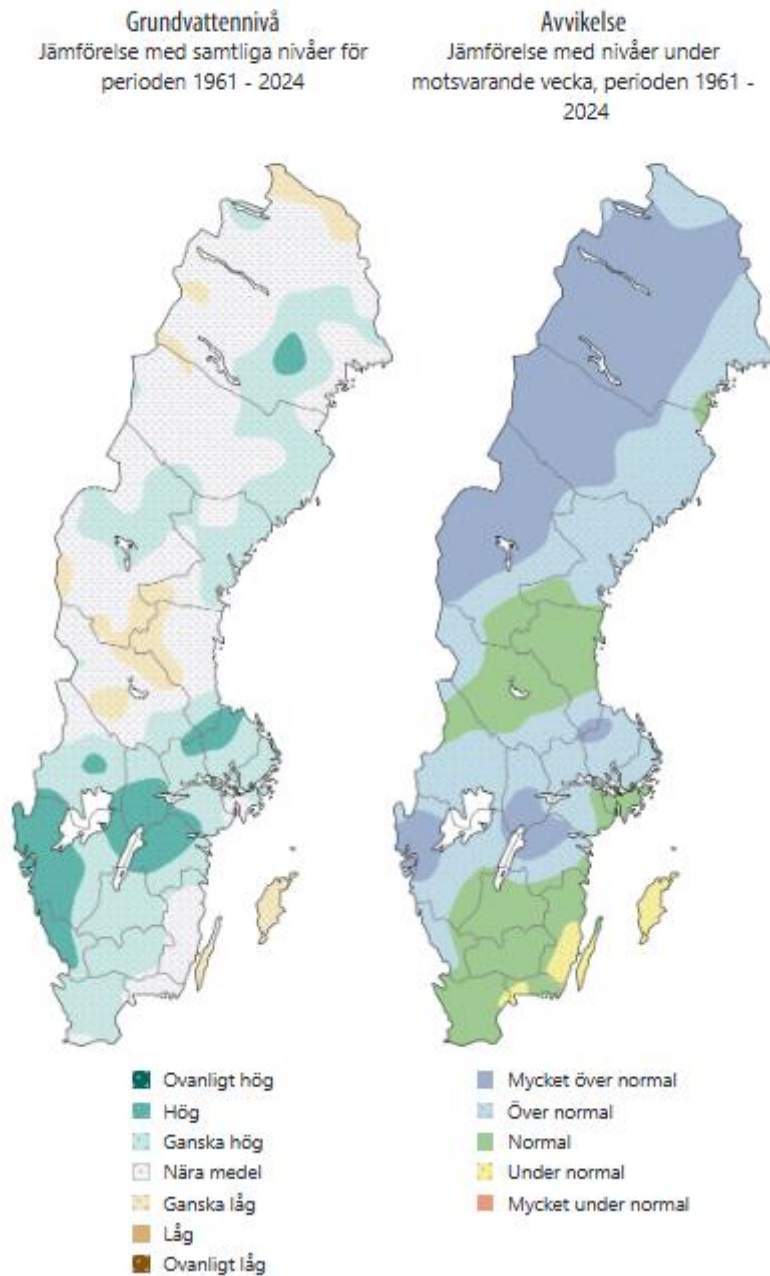 Grundvattennivå
Jämförelse med samtliga nivåer för
perioden 1961 - 2024
Avvikelse
Jämförelse med nivåer under
motsvarande vecka, perioden 1961 -
2024
Ovanligt hög
Hög
Ganska hög
Nära medel
Ganska låg
Låg
Ovanligt låg
Mycket över normal
Över normal
Normal
Under normal
Mycket under normal